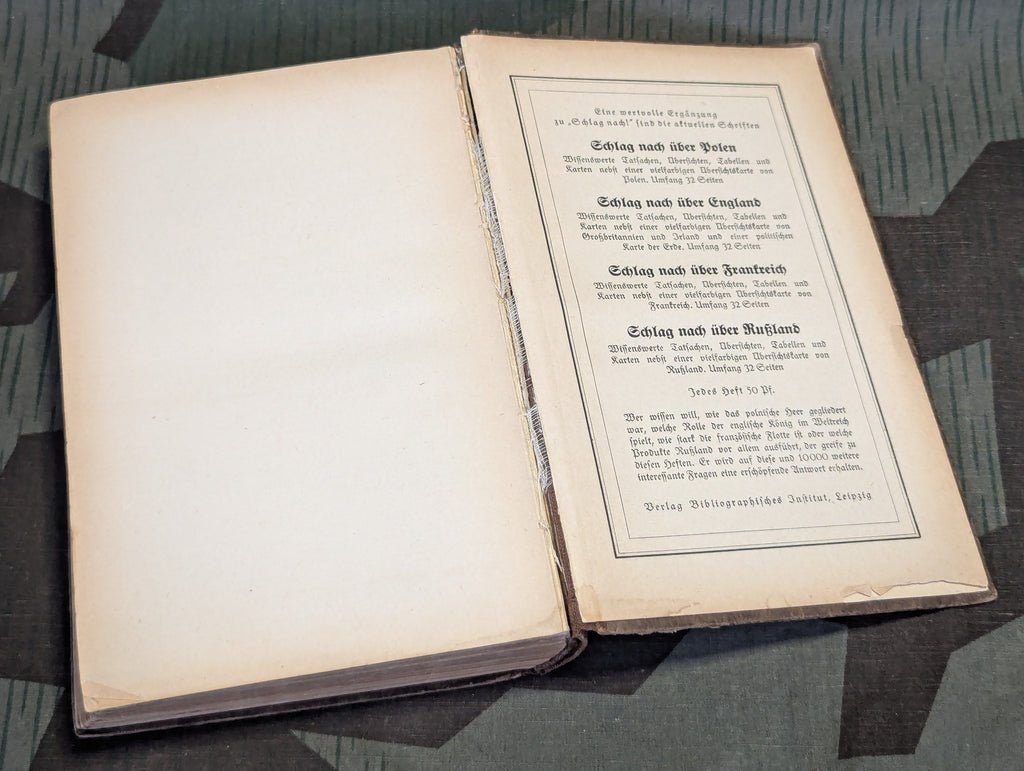 Eine wertvolle Ergänzung
zu „Schlag nach!“ sind die aktuellen Schriften
Schlag nach über Polen
Wissenswerte Tatsachen, Übersichten, Tabellen und
Karten nebst einer vielfarbigen Übersichtskarte von
Polen. Umfang 32 Seiten
Schlag nach über England
Wissenswerte Tatsachen, Übersichten, Tabellen und
Karten nebst einer vielfarbigen Übersichtskarte von
Großbritannien und Irland und einer politischen
Karte der Erde. Umfang 32 Seiten
Schlag nach über Frankreich
Wissenswerte Tatsachen, Übersichten, Tabellen und
Karten nebst einer vielfarbigen Übersichtskarte von
Frankreich. Umfang 32 Seiten
Schlag nach über Rußland
Wissenswerte Tatsachen, Übersichten, Tabellen und
Karten nebst einer vielfarbigen Übersichtskarte von
Rußland. Umfang 32 Seiten
Jedes Heft 50 Pf.
Wer wissen will, wie das polnische Heer gegliedert
war, welche Rolle der englische König im Weltreich
spielt, wie stark die französische Flotte ist oder welche
Produkte Rußland vor allem ausführt, der greife zu
diesen Heften. Er wird auf diese und 10000 weitere
interessante Fragen eine erschöpfende Antwort erhalten.
Verlag Bibliographisches Institut, Leipzig